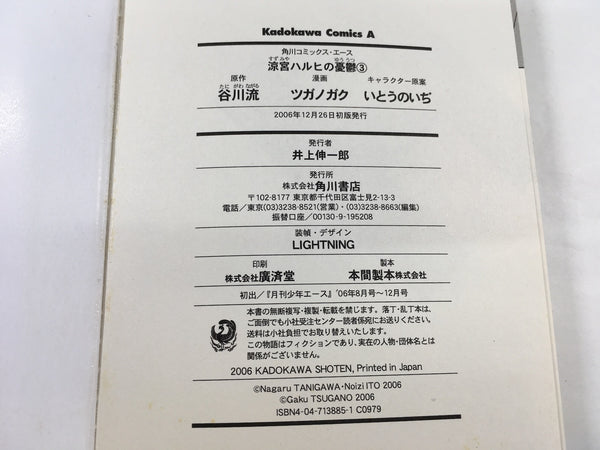 Kadokawa Comics A
角川コミックス・エース
すず みや ゆう うつ
涼宮ハルヒの憂鬱③
原作 漫画 キャラクター原案
たに がわ ながる
谷川流 ツガノガク いとうのいぢ
2006年12月26日初版発行
発行者
井上伸一郎
発行所
株式会社角川書店
〒102-8177 東京都千代田区富士見2-13-3
電話/東京(03)3238-8521(営業)・(03)3238-8663(編集)
振替口座/00130-9-195208
装幀・デザイン
LIGHTNING
印刷 製本
株式会社廣済堂 本間製本株式会社
初出/『月刊少年エース』'06年8月号〜12月号
本書の無断複写・複製・転載を禁じます。落丁・乱丁本は、
ご面倒でも小社受注センター読者係宛にお送りください。
送料は小社負担でお取り替えいたします。
この物語はフィクションであり、実在の人物・団体名とは
関係がございません。
2006 KADOKAWA SHOTEN, Printed in Japan
©Nagaru TANIGAWA・Noizi ITO 2006
©Gaku TSUGANO 2006
ISBN4-04-713885-1 C0979